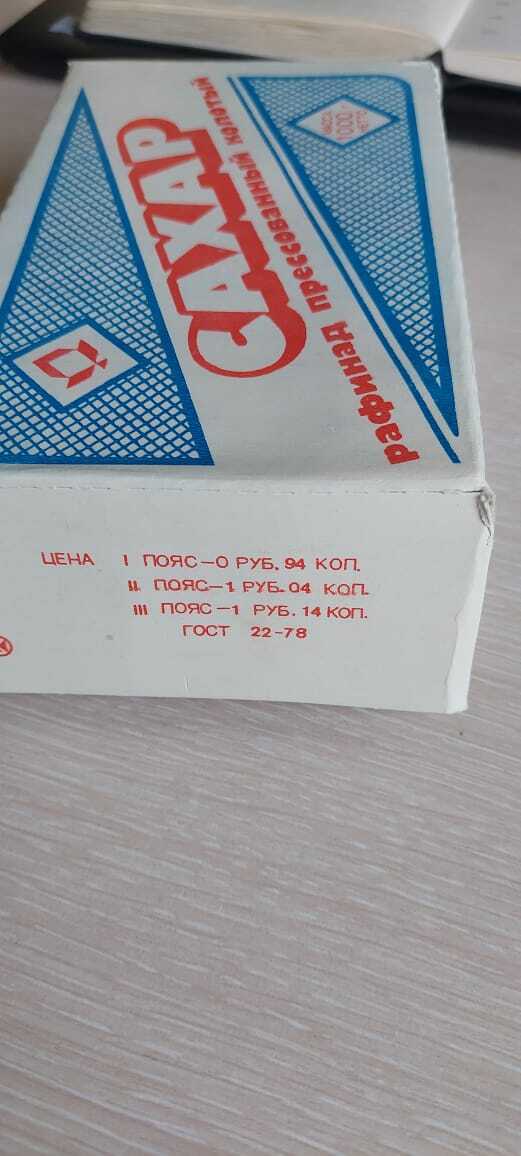 САХАР
рафинад прессованный колотый
МАССА
1000 г
НЕТТО
ЦЕНА I ПОЯС-0 РУБ. 94 КОП.
II ПОЯС-1 РУБ. 04 КОП.
III ПОЯС-1 РУБ. 14 КОП.
ГОСТ 22-78